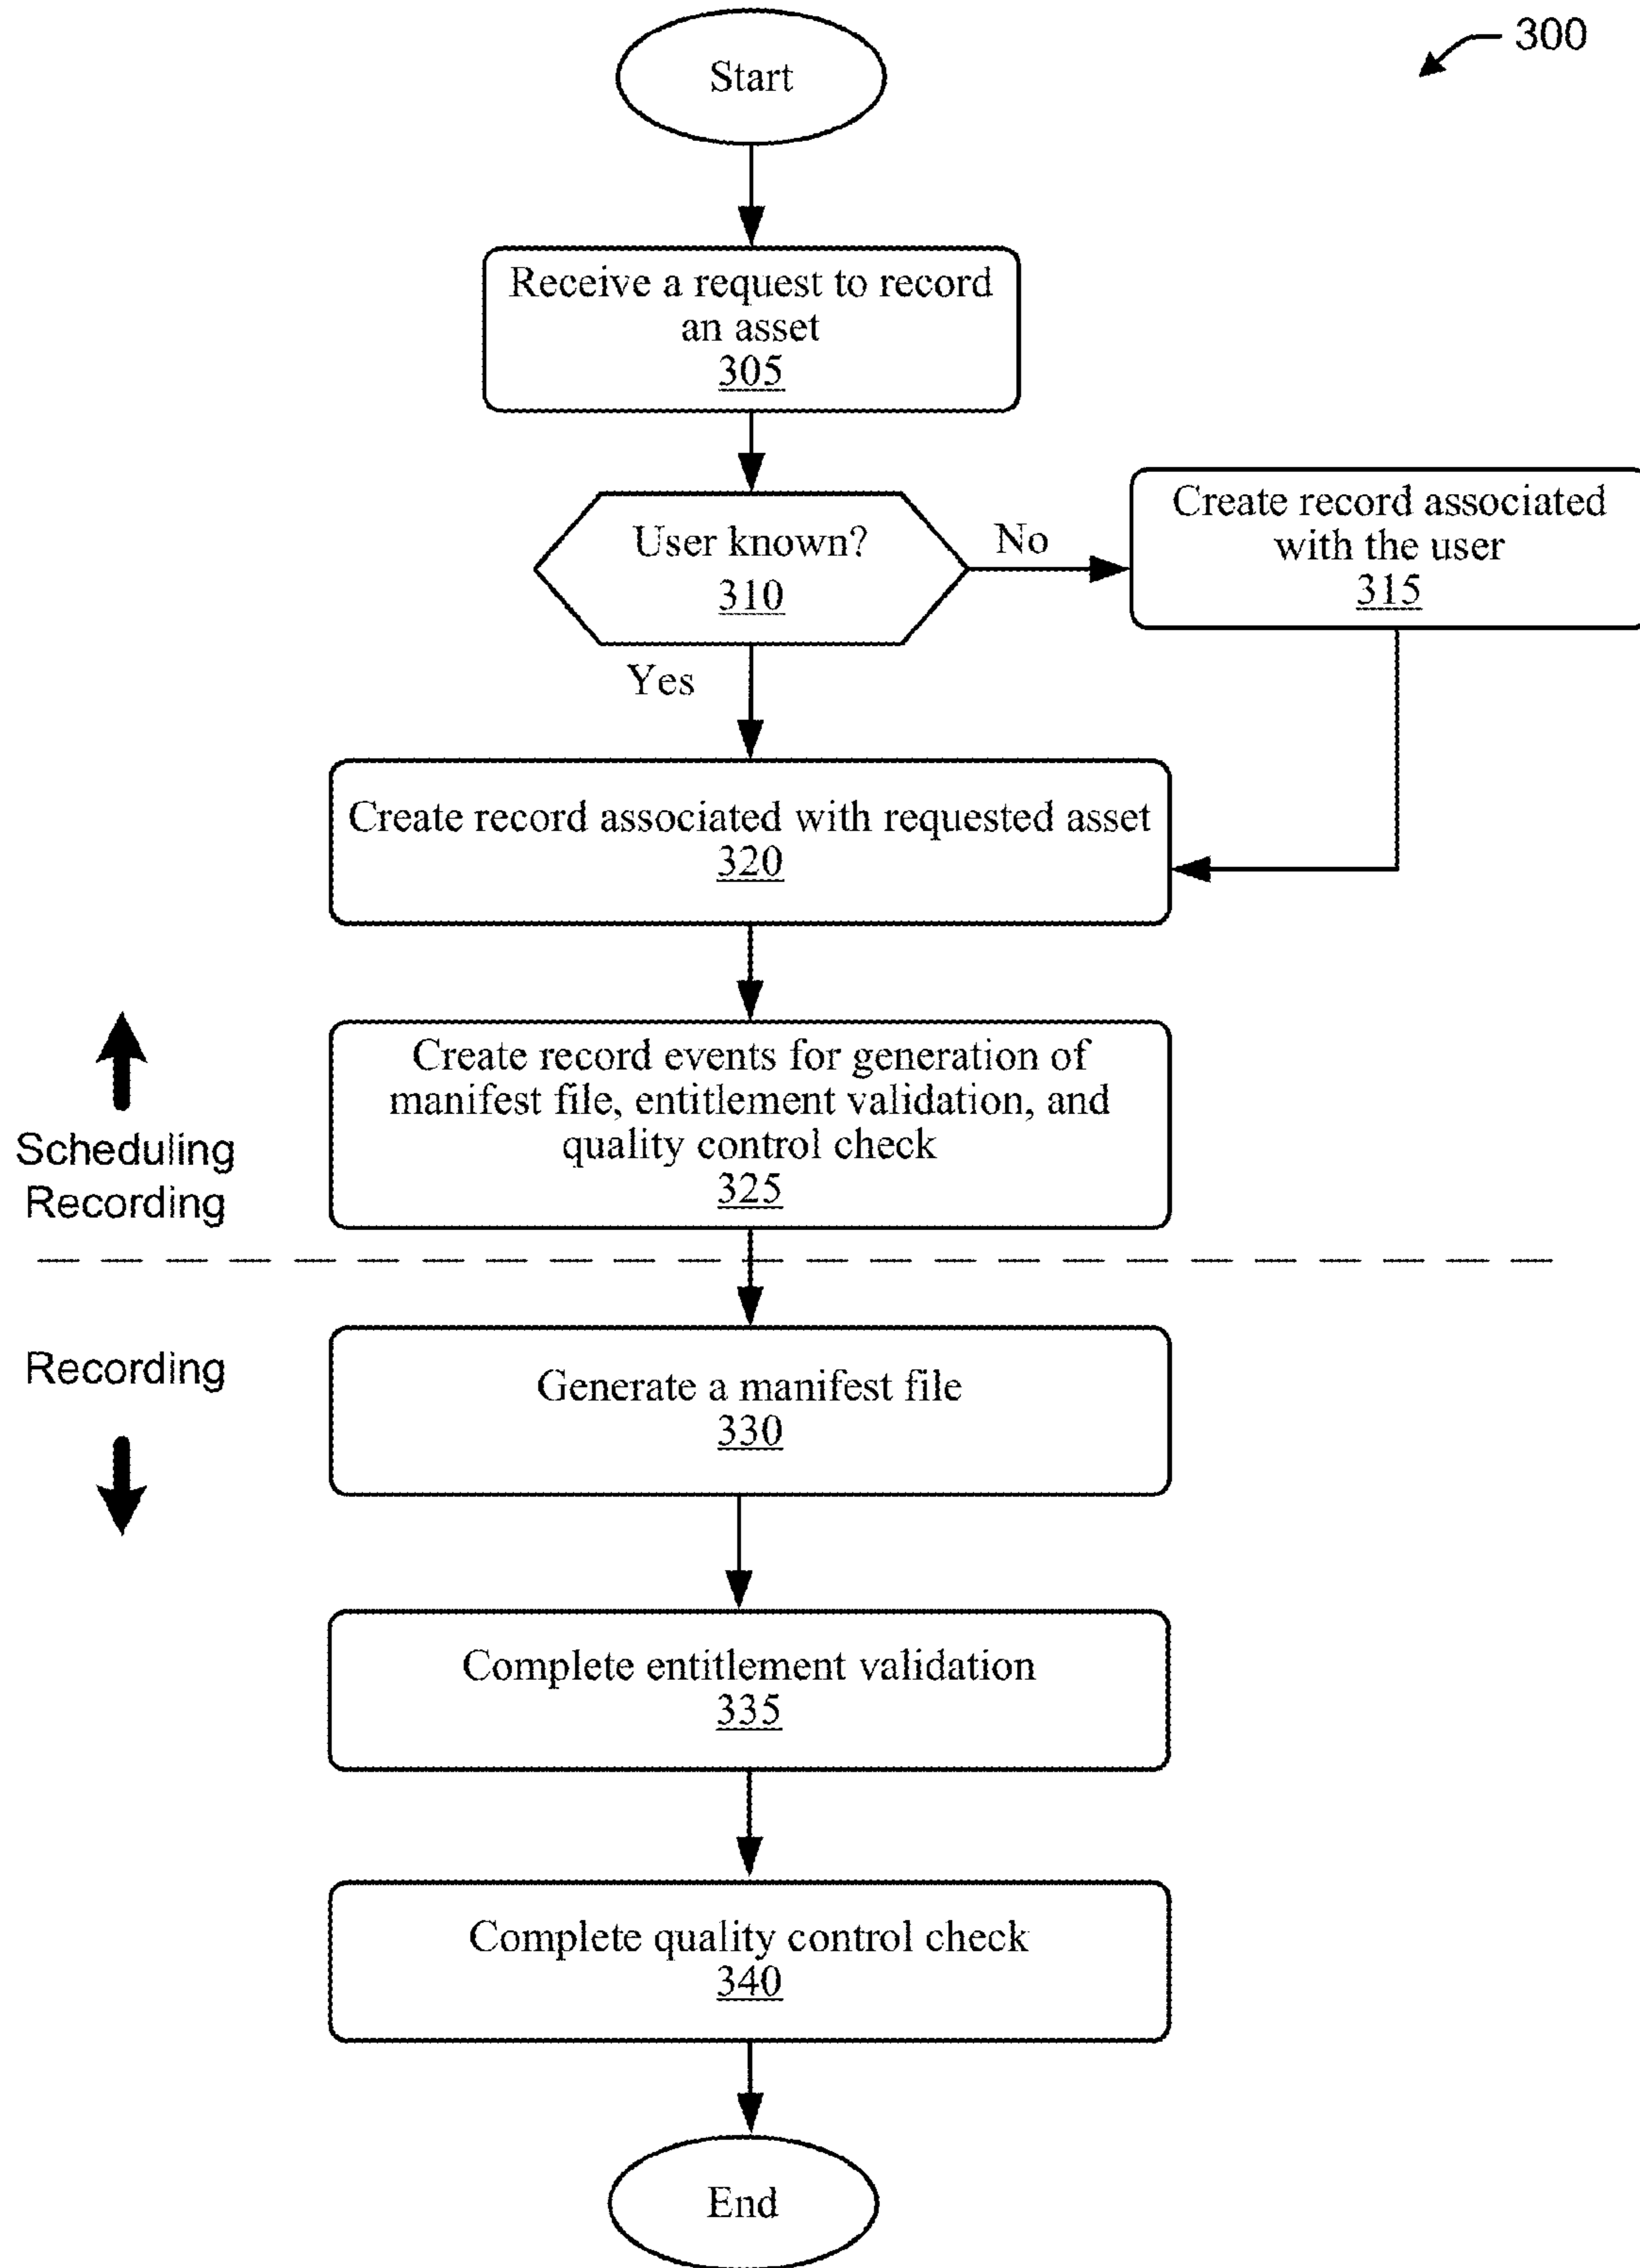 300
Start
Receive a request to record
an asset
305
User known?
310
No
Create record associated
with the user
315
Yes
Create record associated with requested asset
320
Create record events for generation of
manifest file, entitlement validation, and
quality control check
325
Scheduling
Recording
Recording
Generate a manifest file
330
Complete entitlement validation
335
Complete quality control check
340
End